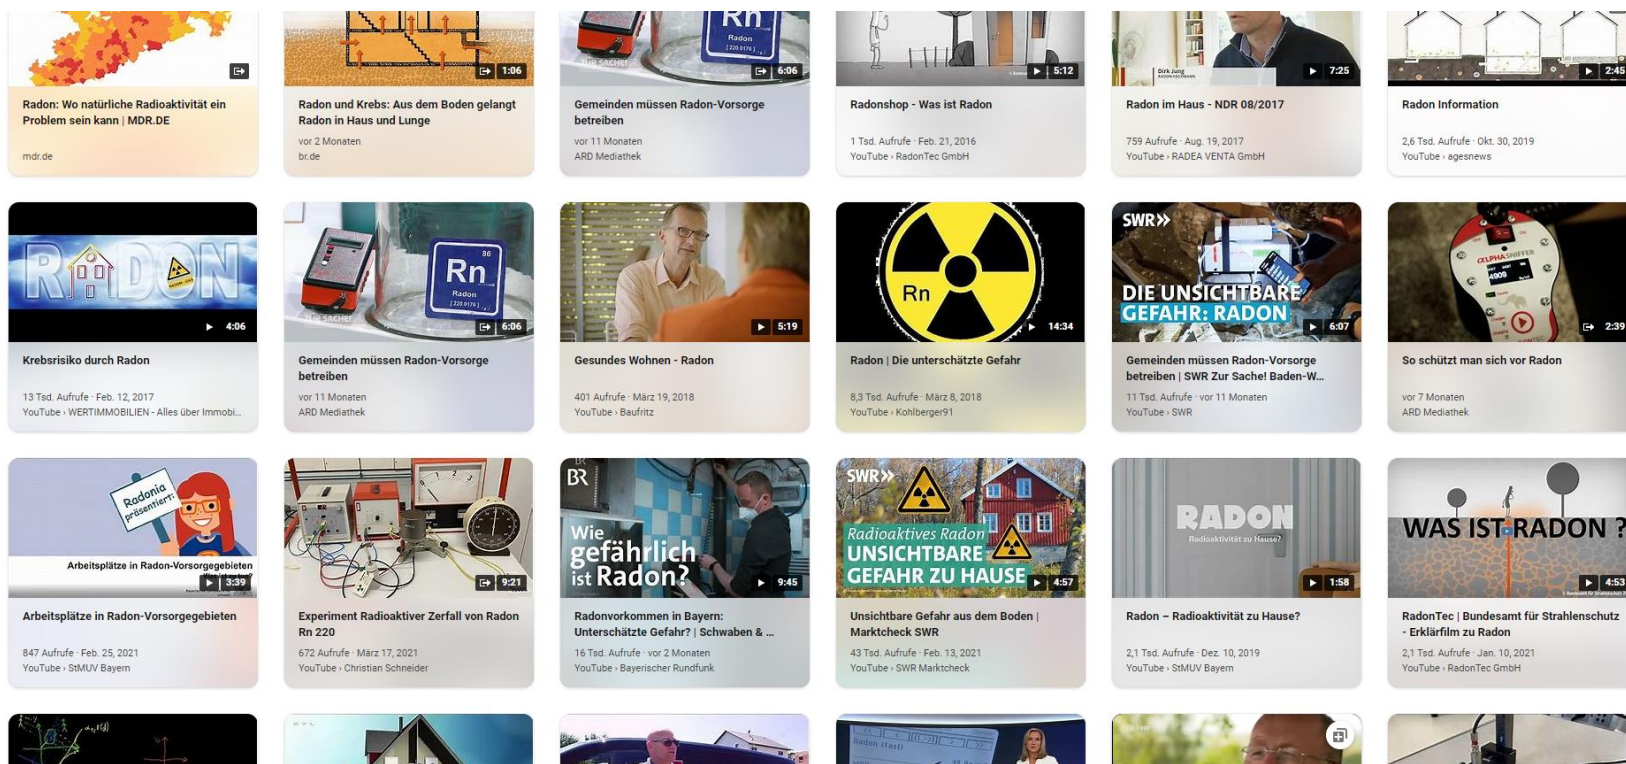 Rn
Radon
[220.0176]
ZUR SACHE!
1:06
6:06
5:12
Dirk Jung
7:25
2:45
Radon: Wo natürliche Radioaktivität ein
Problem sein kann | MDR.DE
mdr.de
Radon und Krebs: Aus dem Boden gelangt
Radon in Haus und Lunge
vor 2 Monaten
br.de
Gemeinden müssen Radon-Vorsorge
betreiben
vor 11 Monaten
ARD Mediathek
Radonshop - Was ist Radon
1 Tsd. Aufrufe · Feb. 21, 2016
YouTube › RadonTec GmbH
Radon im Haus - NDR 08/2017
759 Aufrufe · Aug. 19, 2017
YouTube › RADEA VENTA GmbH
Radon Information
2,6 Tsd. Aufrufe · Okt. 30, 2019
YouTube › agesnews
RADON
4:06
86
Rn
Radon
[220.0176]
ZUR SACHE!
6:06
5:19
Rn
14:34
SWR»
DIE UNSICHTBARE
GEFAHR: RADON
6:07
αLPHASNIFFER
4909
2:39
Krebsrisiko durch Radon
13 Tsd. Aufrufe · Feb. 12, 2017
YouTube › WERTIMMOBILIEN - Alles über Immobi...
Gemeinden müssen Radon-Vorsorge
betreiben
vor 11 Monaten
ARD Mediathek
Gesundes Wohnen - Radon
401 Aufrufe · März 19, 2018
YouTube › Baufritz
Radon | Die unterschätzte Gefahr
8,3 Tsd. Aufrufe · März 8, 2018
YouTube › Kohlberger91
Gemeinden müssen Radon-Vorsorge
betreiben | SWR Zur Sache! Baden-W...
11 Tsd. Aufrufe · vor 11 Monaten
YouTube › SWR
So schützt man sich vor Radon
vor 7 Monaten
ARD Mediathek
Radonia
präsentiert:
Arbeitsplätze in Radon-Vorsorgegebieten
3:39
9:21
BR
Wie
gefährlich
ist Radon?
9:45
SWR»
Radioaktives Radon
UNSICHTBARE
GEFAHR ZU HAUSE
4:57
RADON
Radioaktivität zu Hause?
1:58
WAS IST RADON ?
4:53
Arbeitsplätze in Radon-Vorsorgegebieten
847 Aufrufe · Feb. 25, 2021
YouTube › StMUV Bayern
Experiment Radioaktiver Zerfall von Radon
Rn 220
672 Aufrufe · März 17, 2021
YouTube › Christian Schneider
Radonvorkommen in Bayern:
Unterschätzte Gefahr? | Schwaben & ...
16 Tsd. Aufrufe · vor 2 Monaten
YouTube › Bayerischer Rundfunk
Unsichtbare Gefahr aus dem Boden |
Marktcheck SWR
43 Tsd. Aufrufe · Feb. 13, 2021
YouTube › SWR Marktcheck
Radon – Radioaktivität zu Hause?
2,1 Tsd. Aufrufe · Dez. 10, 2019
YouTube › StMUV Bayern
RadonTec | Bundesamt für Strahlenschutz
- Erklärfilm zu Radon
2,1 Tsd. Aufrufe · Jan. 10, 2021
YouTube › RadonTec GmbH
RTL